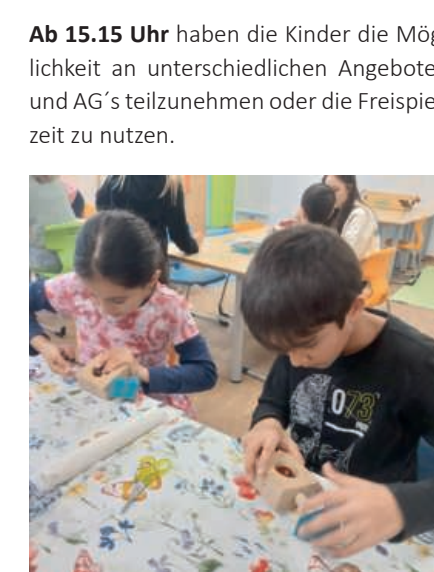 Ab 15.15 Uhr haben die Kinder die Mög
lichkeit an unterschiedlichen Angebote
und AG´s teilzunehmen oder die Freispie
zeit zu nutzen.
073